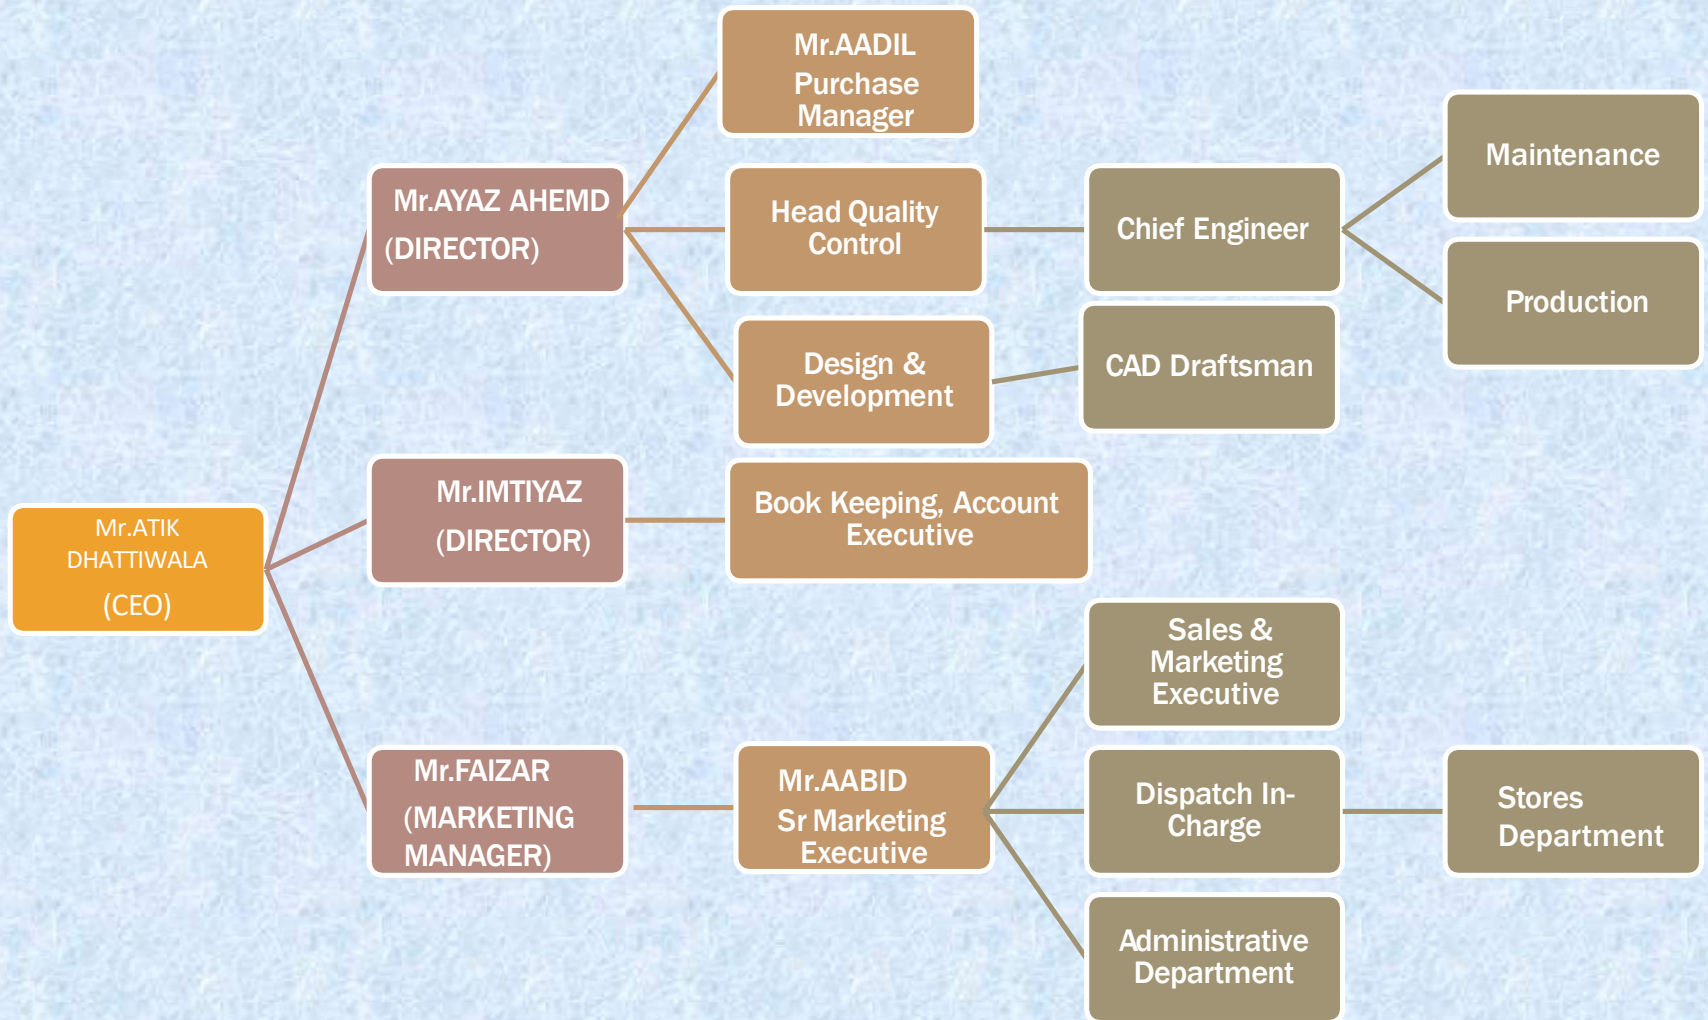 Mr.AADIL
Purchase
Manager
Maintenance
Mr.AYAZ AHEMD
(DIRECTOR)
Head Quality
Control
Chief Engineer
Production
Design &
Development
CAD Draftsman
Mr.IMTIYAZ
(DIRECTOR)
Book Keeping, Account
Executive
Mr.ATIK
DHATTIWALA
(CEO)
Sales &
Marketing
Executive
Mr.FAIZAR
(MARKETING
MANAGER)
Mr.AABID
Sr Marketing
Executive
Dispatch In-
Charge
Stores
Department
Administrative
Department